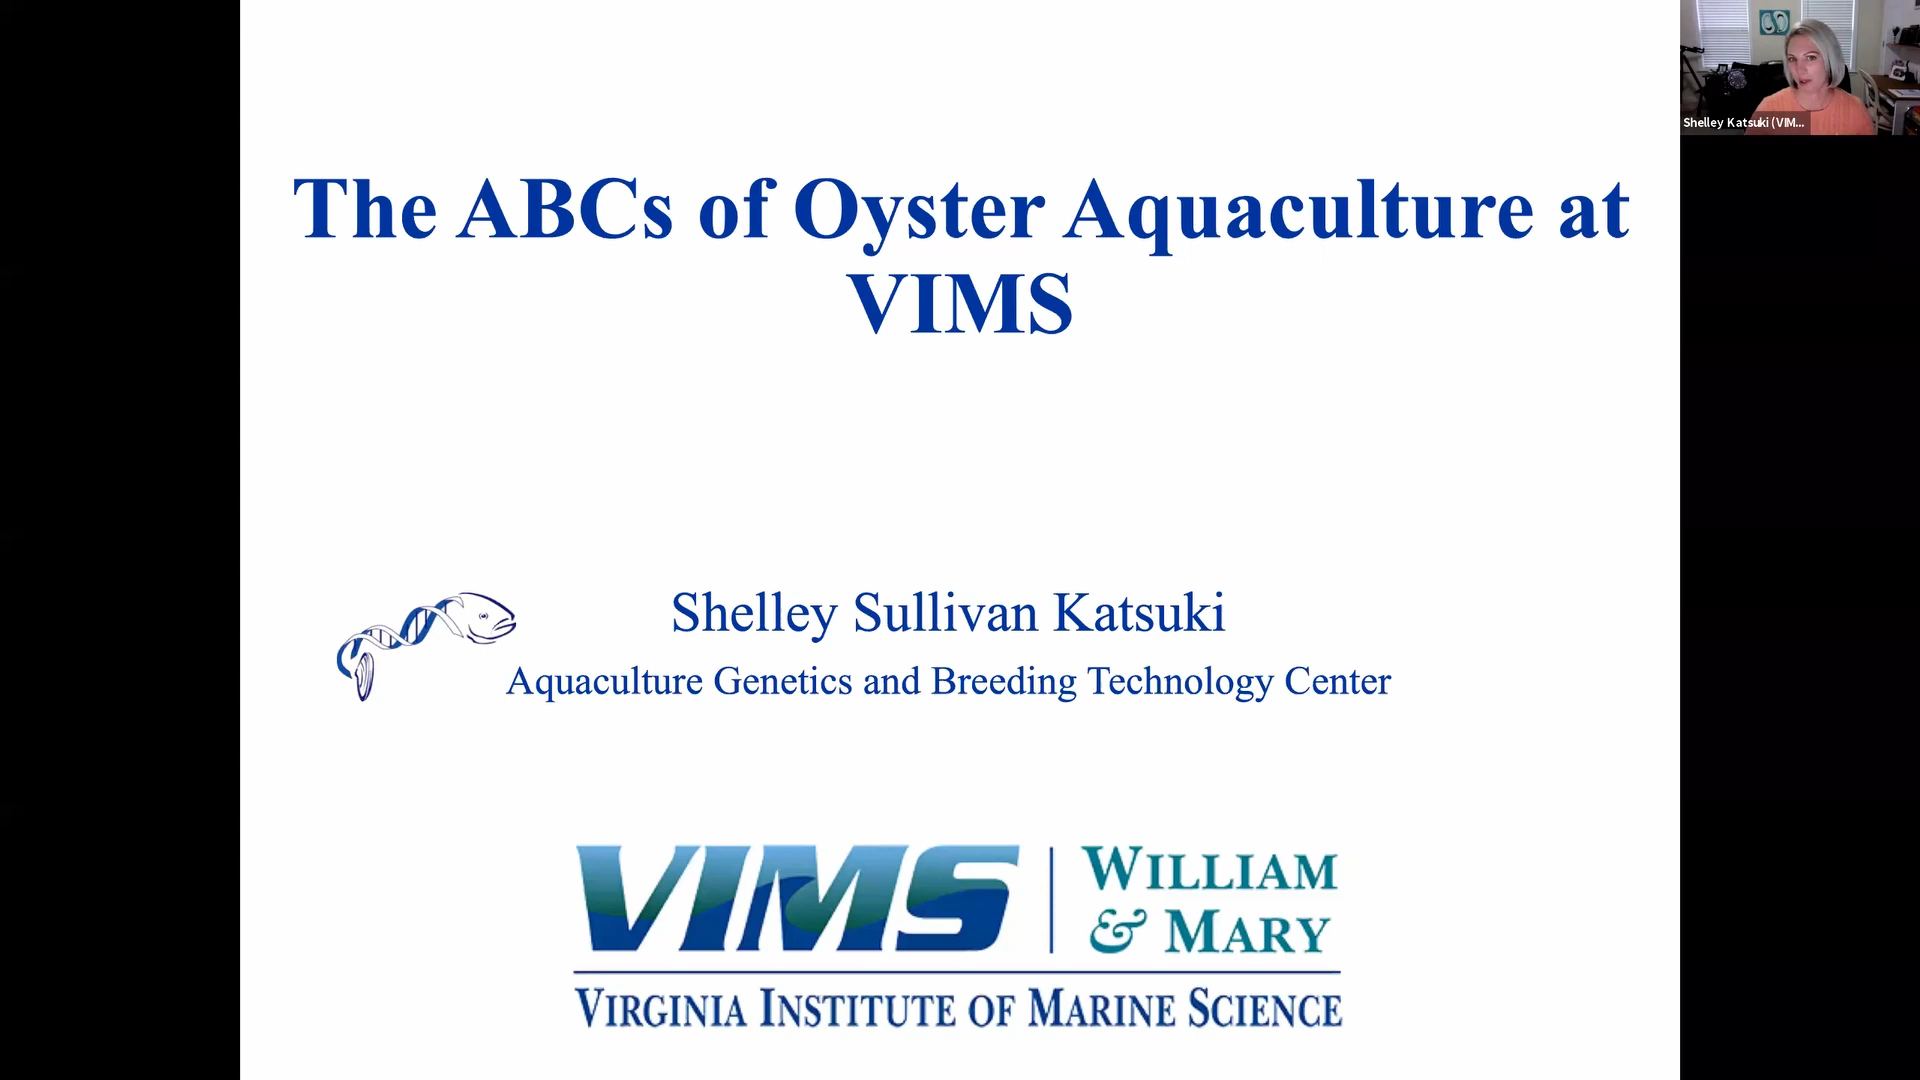 The ABCs of Oyster Aquaculture at
VIMS
Shelley Katsuki (VIM...
Shelley Sullivan Katsuki
Aquaculture Genetics and Breeding Technology Center
VIMS
WILLIAM
& MARY
VIRGINIA INSTITUTE OF MARINE SCIENCE